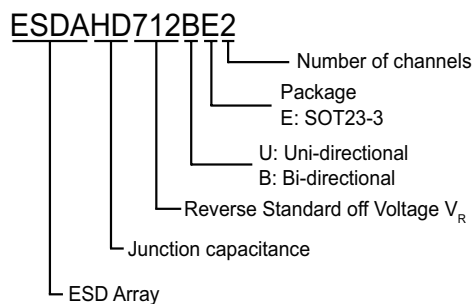 ESDAHD712BE2
Number of channels
Package
E: SOT23-3
U: Uni-directional
B: Bi-directional
Reverse Standard off Voltage VR
Junction capacitance
ESD Array